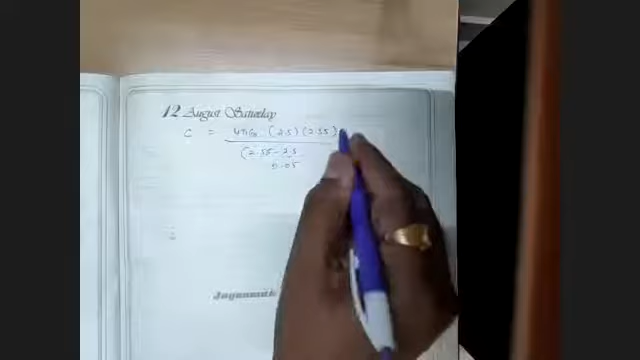 12 August Saturday
C = 4πε₀ (2.5)(2.55)
(2.55 - 2.5
0.05